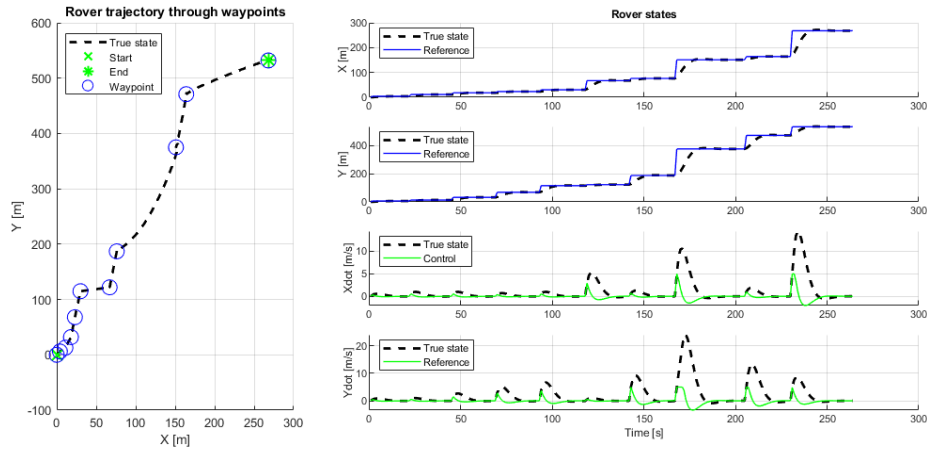 Rover trajectory through waypoints
600
500
400
300
200
100
0
-100
Y [m]
True state
Start
End
Waypoint
0 50 100 150 200 250 300
X [m]
Rover states
300
200
100
0
X [m]
True state
Reference
0 50 100 150 200 250 300
400
200
0
Y [m]
True state
Reference
0 50 100 150 200 250 300
10
5
0
Xdot [m/s]
True state
Control
0 50 100 150 200 250 300
20
10
0
Ydot [m/s]
True state
Reference
0 50 100 150 200 250 300
Time [s]